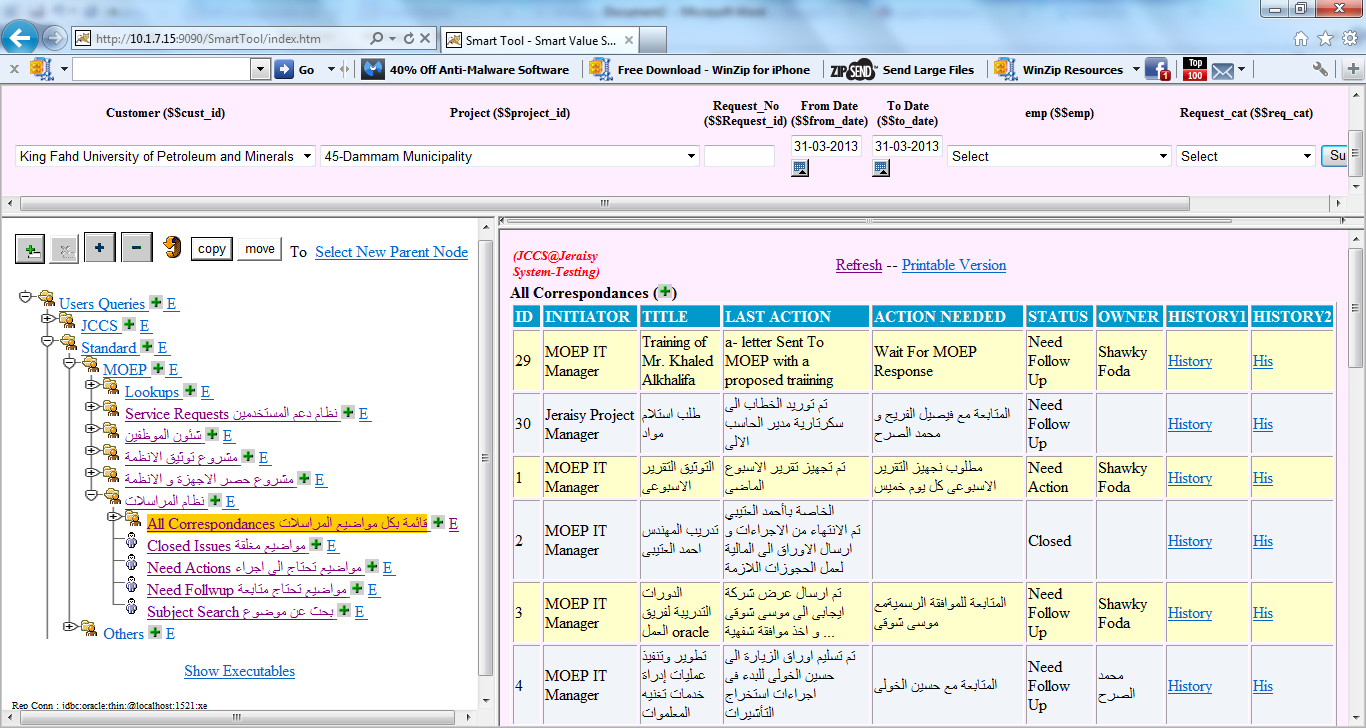 http://10.1.7.15:9090/SmartTool/index.htm
Smart Tool - Smart Value S...
Go
40% Off Anti-Malware Software
Free Download - WinZip for iPhone
ZIPSEND Send Large Files
WinZip Resources
1
Top 100
Customer ($$cust_id)
Project ($$project_id)
Request_No ($$Request_id)
From Date ($$from_date)
To Date ($$to_date)
emp ($$emp)
Request_cat ($$req_cat)
King Fahd University of Petroleum and Minerals
45-Dammam Municipality
31-03-2013
31-03-2013
Select
Select
Su
copy
move
To Select New Parent Node
Users Queries E
JCCS E
Standard E
MOEP E
Lookups E
Service Requests نظام دعم المستخدمين E
شئون الموظفين E
مشروع توثيق الانظمة E
مشروع حصر الاجهزة و الانظمة E
نظام المراسلات E
All Correspondances قائمة بكل مواضيع المراسلات E
Closed Issues مواضيع مغلقة E
Need Actions مواضيع تحتاج الى اجراء E
Need Follwup مواضيع تحتاج متابعة E
Subject Search بحث عن موضوع E
Others E
Show Executables
Rep Conn : jdbc:oracle:thin:@localhost:1521:xe
(JCCS@Jeraisy
System-Testing)
Refresh -- Printable Version
All Correspondances ( )
ID INITIATOR TITLE LAST ACTION ACTION NEEDED STATUS OWNER HISTORY1 HISTORY2
29
MOEP IT
Manager
Training of
Mr. Khaled
Alkhalifa
a- letter Sent To
MOEP with a
proposed traiining
Wait For MOEP
Response
Need
Follow
Up
Shawky
Foda
History
His
30
Jeraisy Project
Manager
طلب استلام
مواد
تم توريد الخطاب الى
سكرتارية مدير الحاسب
الالى
المتابعة مع فيصيل الفريح و
محمد الصرح
Need
Follow
Up
History
His
1
MOEP IT
Manager
التوثيق التقرير
الاسبوعى
تم تجهيز تقرير الاسبوع
الماضى
مطلوب تجهيز التقرير
الاسبوعى كل يوم خميس
Need
Action
Shawky
Foda
History
His
2
MOEP IT
Manager
تدريب المهندس
احمد العتيبى
الخاصة بأحمد العتيبي
تم الانتهاء من الاجراءات و
ارسال الاوراق الى المالية
لعمل الحجوزات اللازمة
Closed
History
His
3
MOEP IT
Manager
الدورات
التدريبة لفريق
العمل oracle
تم ارسال عرض شركة
ايجابى الى موسى شوقى
و اخذ موافقة شفهية ...
المتابعة للموافقة الرسميةمع
موسى شوقى
Need
Follow
Up
Shawky
Foda
History
His
4
MOEP IT
Manager
تطوير وتنفيذ
عمليات إدراة
خدمات تغنيه
المعلموات
تم تسليم اوراق الزيارة الى
حسين الخولى للبدء فى
اجراءات استخراج
التأشيرات
المتابعة مع حسين الخولى
Need
Follow
Up
محمد
الصرح
History
His